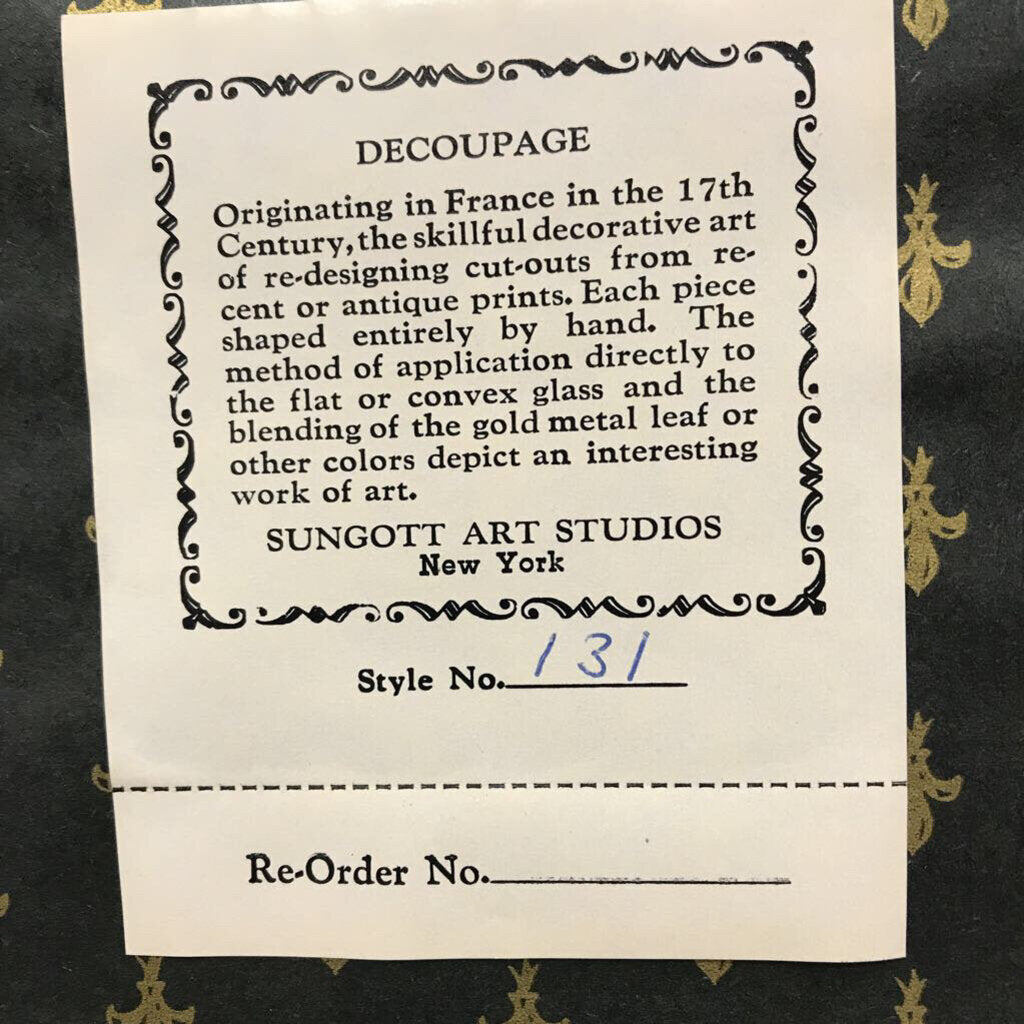 DECOUPAGE
Originating in France in the 17th
Century, the skillful decorative art
of re-designing cut-outs from re-
cent or antique prints. Each piece
shaped entirely by hand. The
method of application directly to
the flat or convex glass and the
blending of the gold metal leaf or
other colors depict an interesting
work of art.
SUNGOTT ART STUDIOS
New York
Style No. 131
Re-Order No.